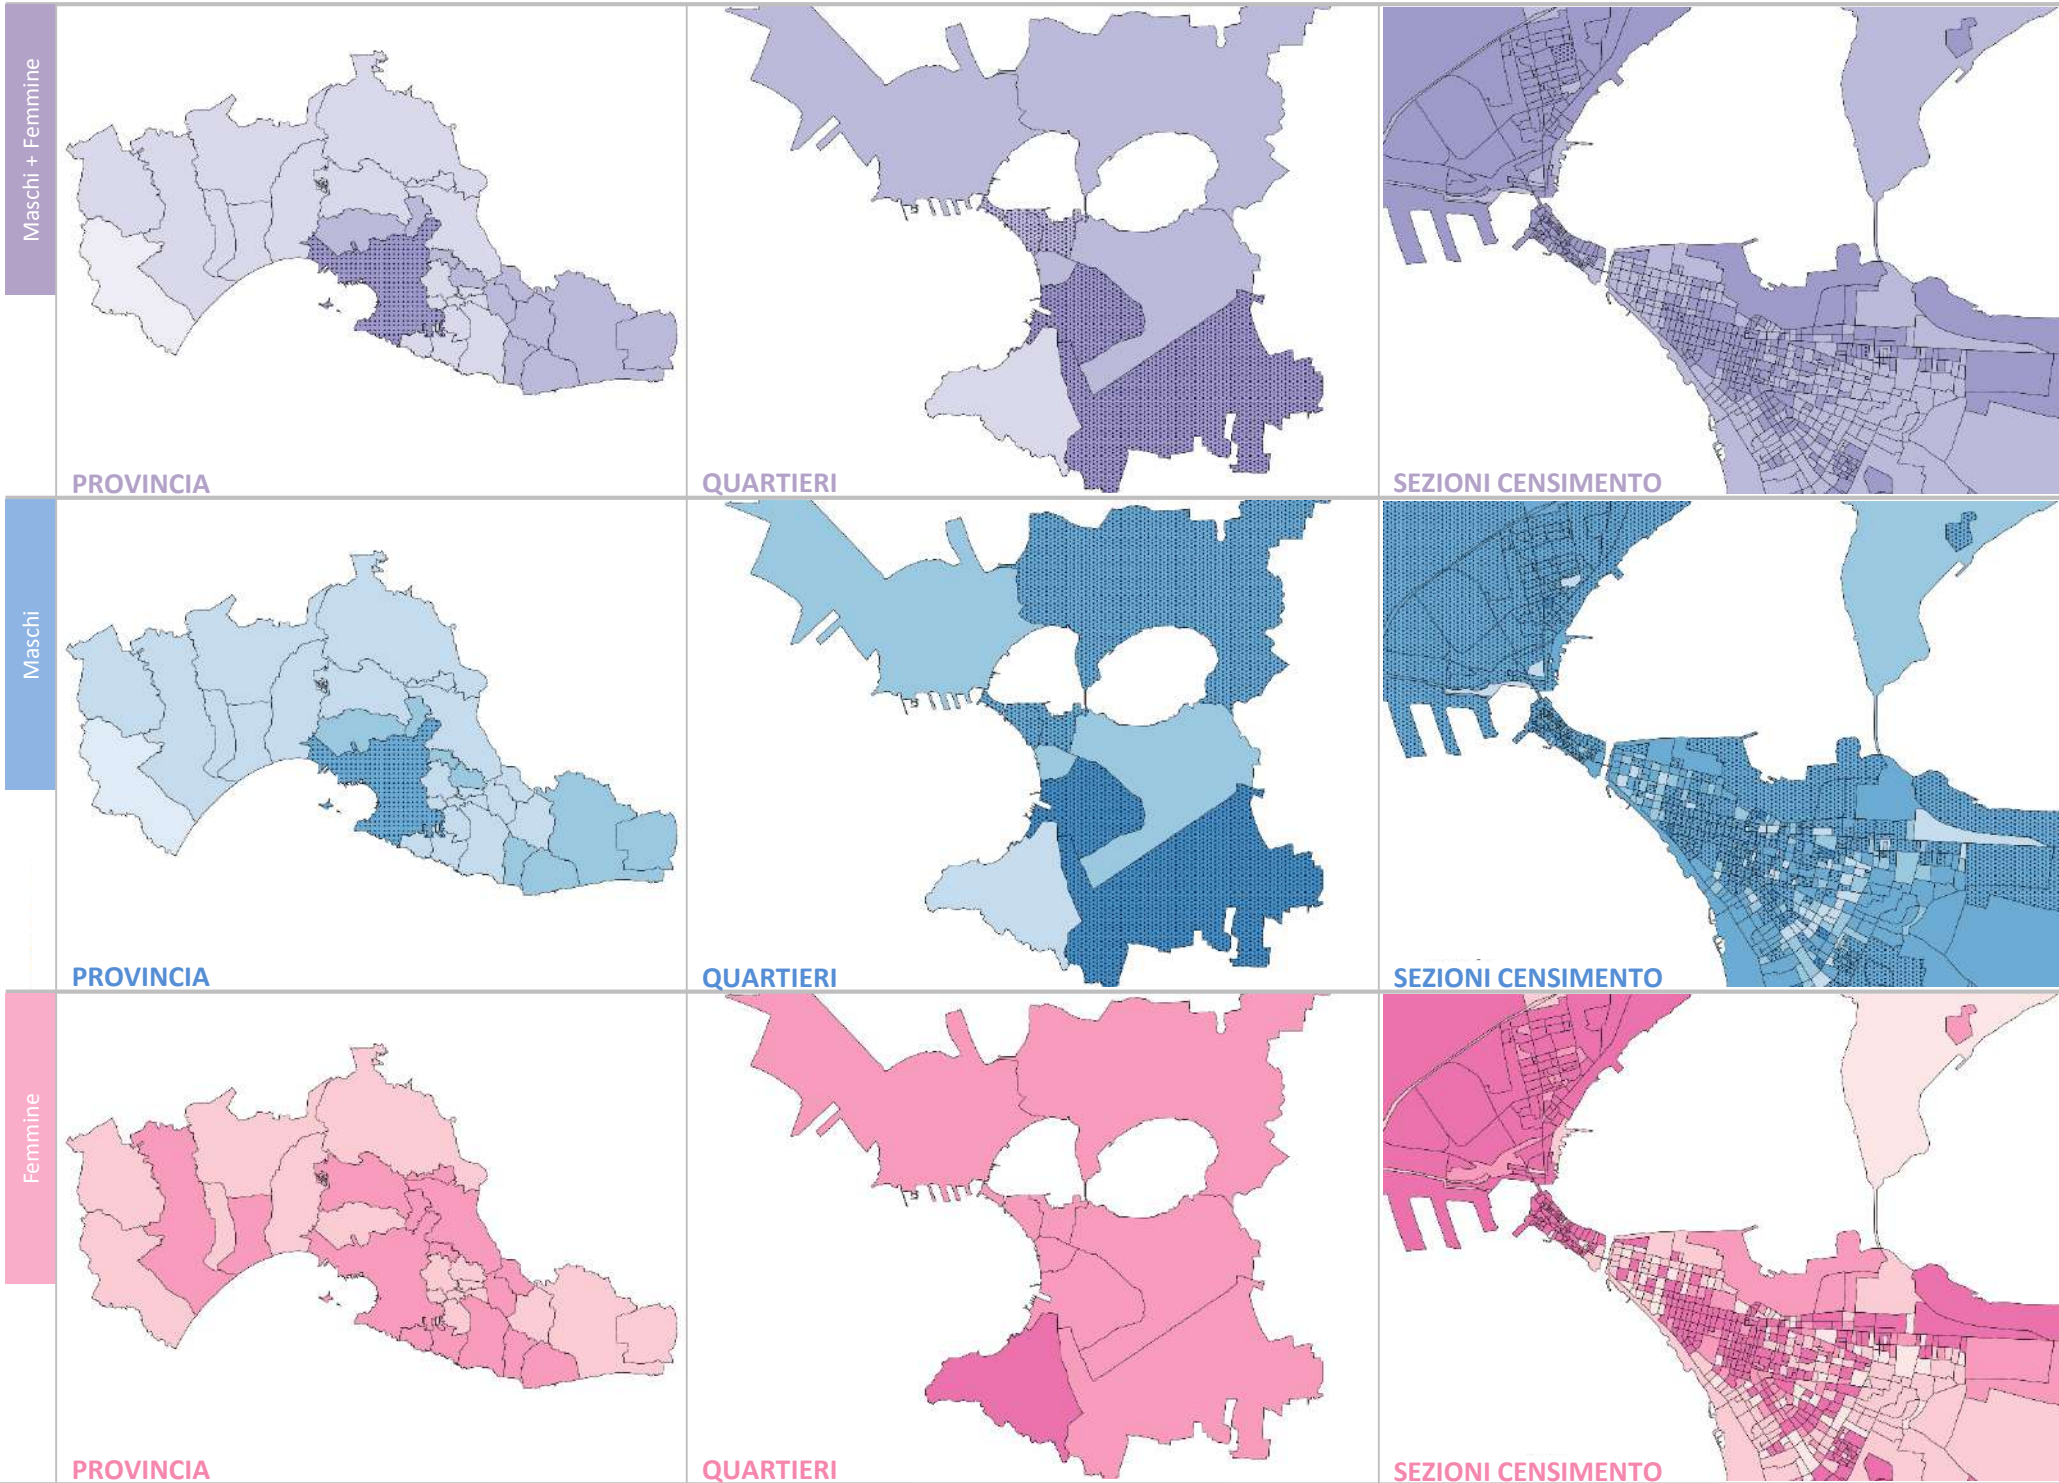 Maschi + Femmine
PROVINCIA
QUARTIERI
SEZIONI CENSIMENTO
Maschi
PROVINCIA
QUARTIERI
SEZIONI CENSIMENTO
Femmine
PROVINCIA
QUARTIERI
SEZIONI CENSIMENTO